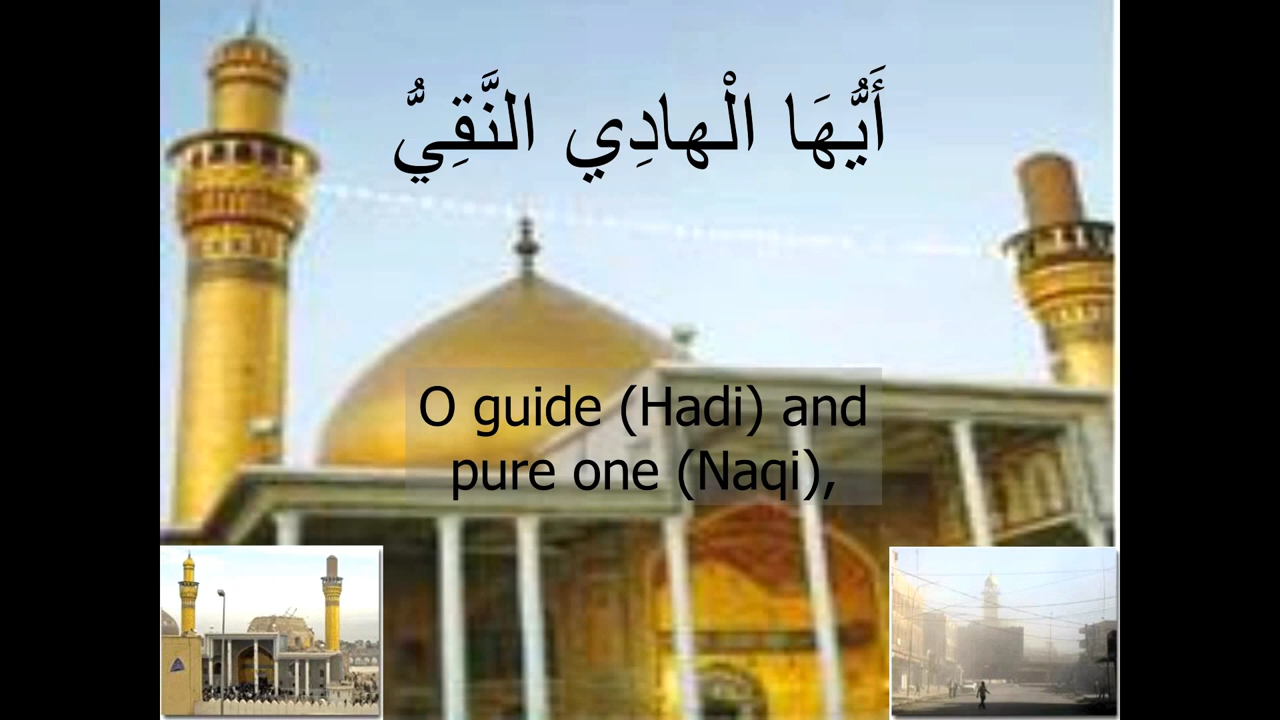 أَيُّهَا الْهادِي النَّقِيُّ
O guide (Hadi) and
pure one (Naqi),